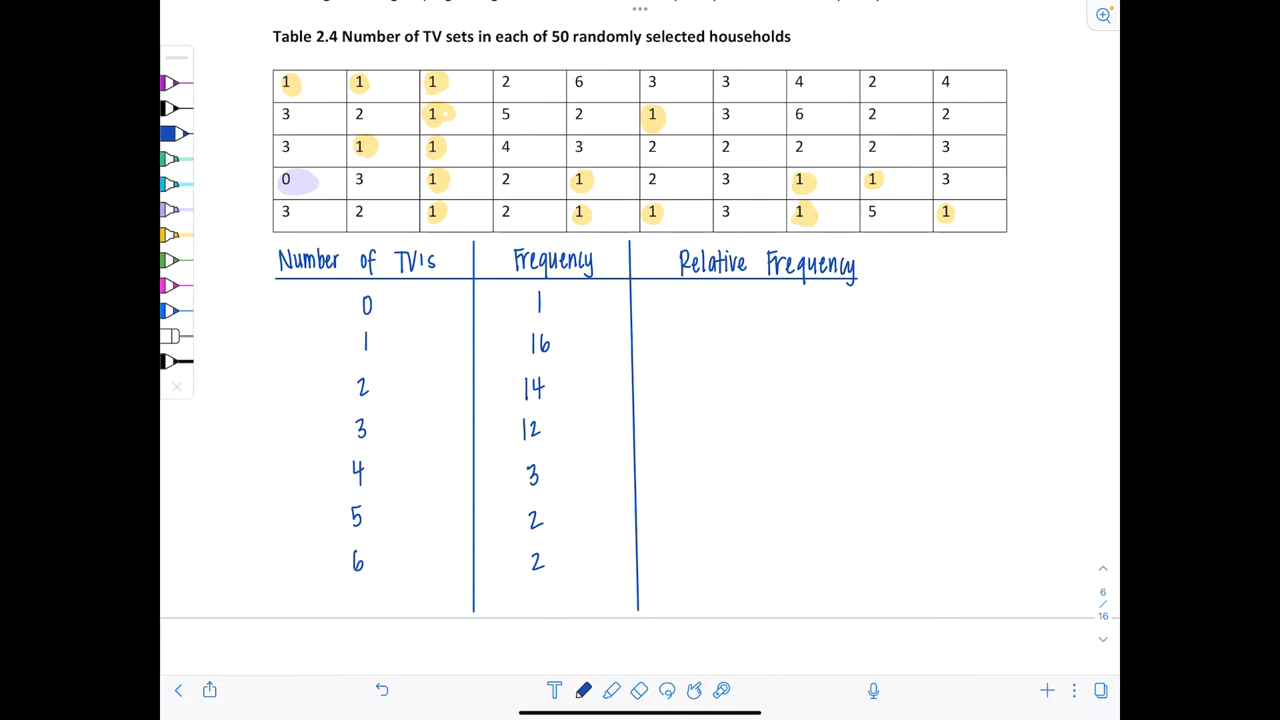 Table 2.4 Number of TV sets in each of 50 randomly selected households
1 1 1 2 6 3 3 4 2 4
3 2 1 5 2 1 3 6 2 2
3 1 1 4 3 2 2 2 2 3
0 3 1 2 1 2 3 1 1 3
3 2 1 2 1 1 3 1 5 1
Number of TV's Frequency Relative Frequency
0 1
1 16
2 14
3 12
4 3
5 2
6 2
6
/
16
T